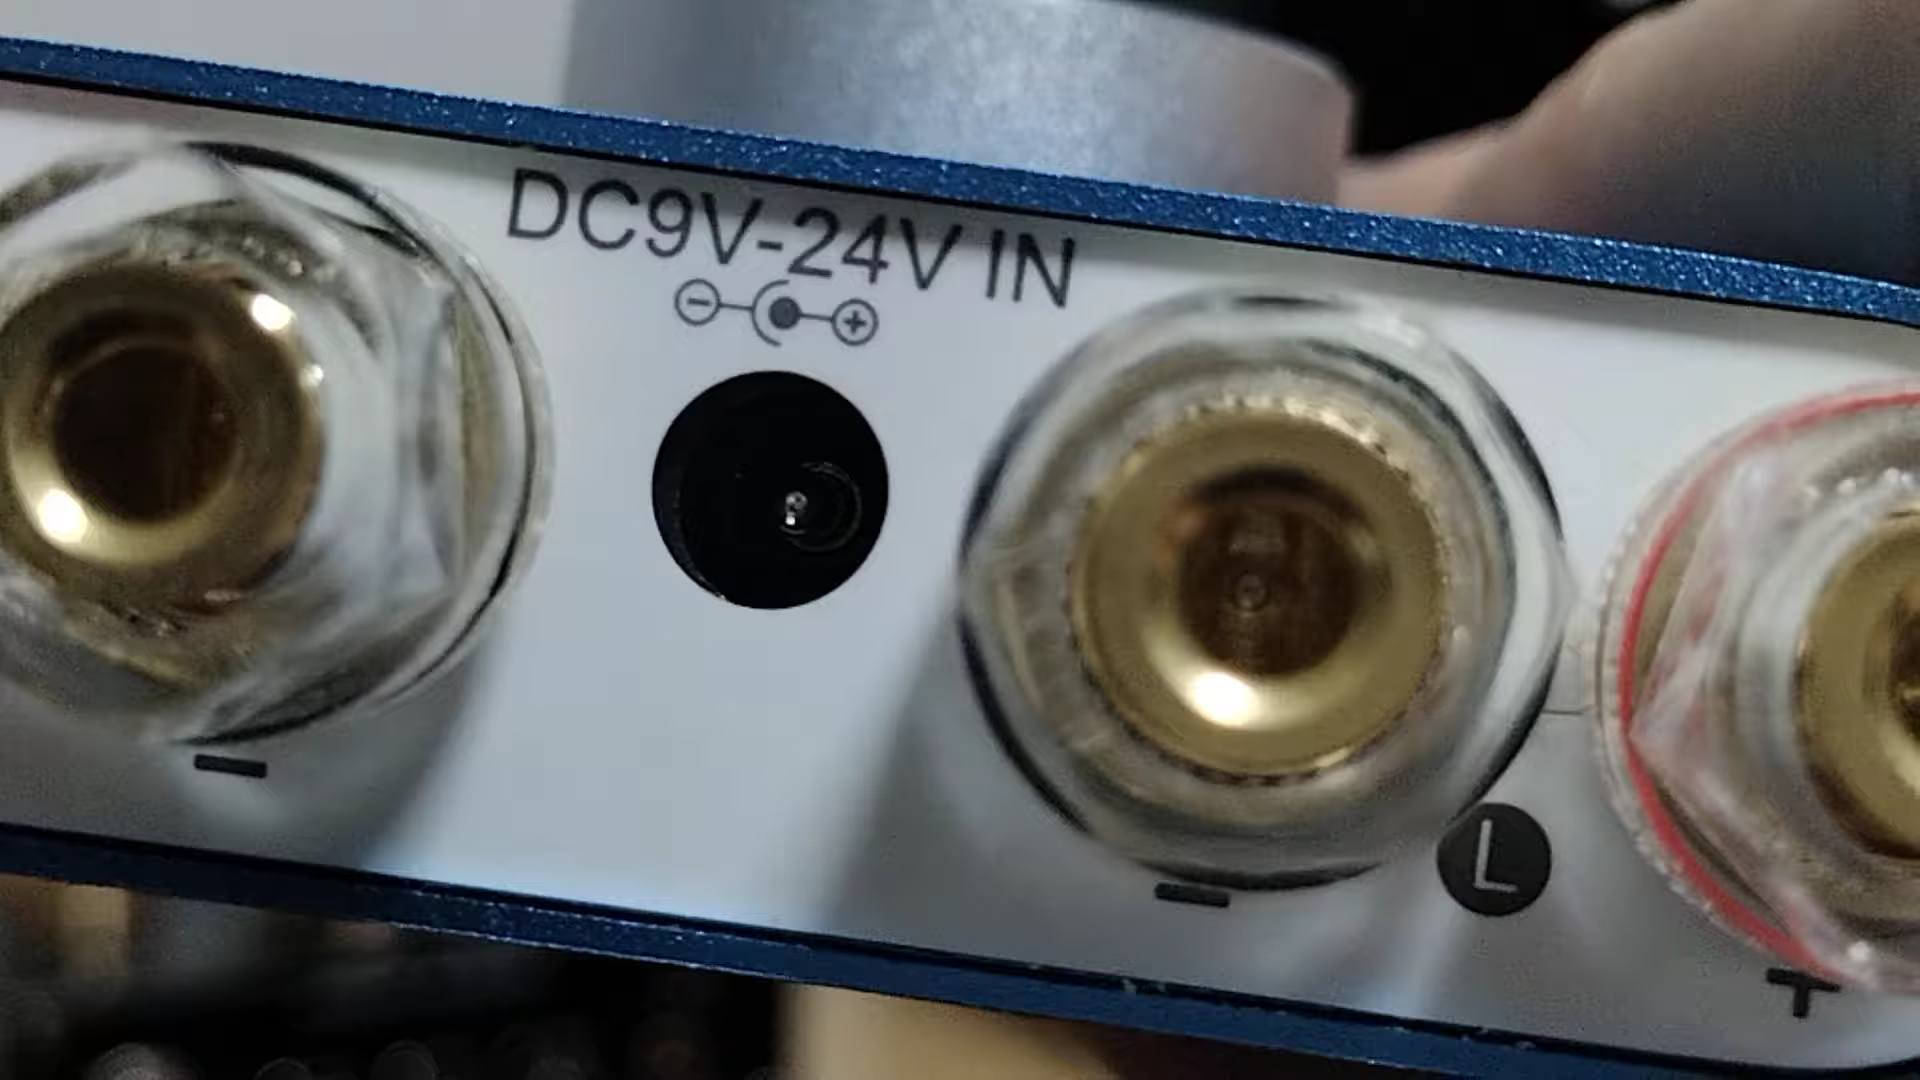 DC9V-24V IN
- +
-
-
L
+